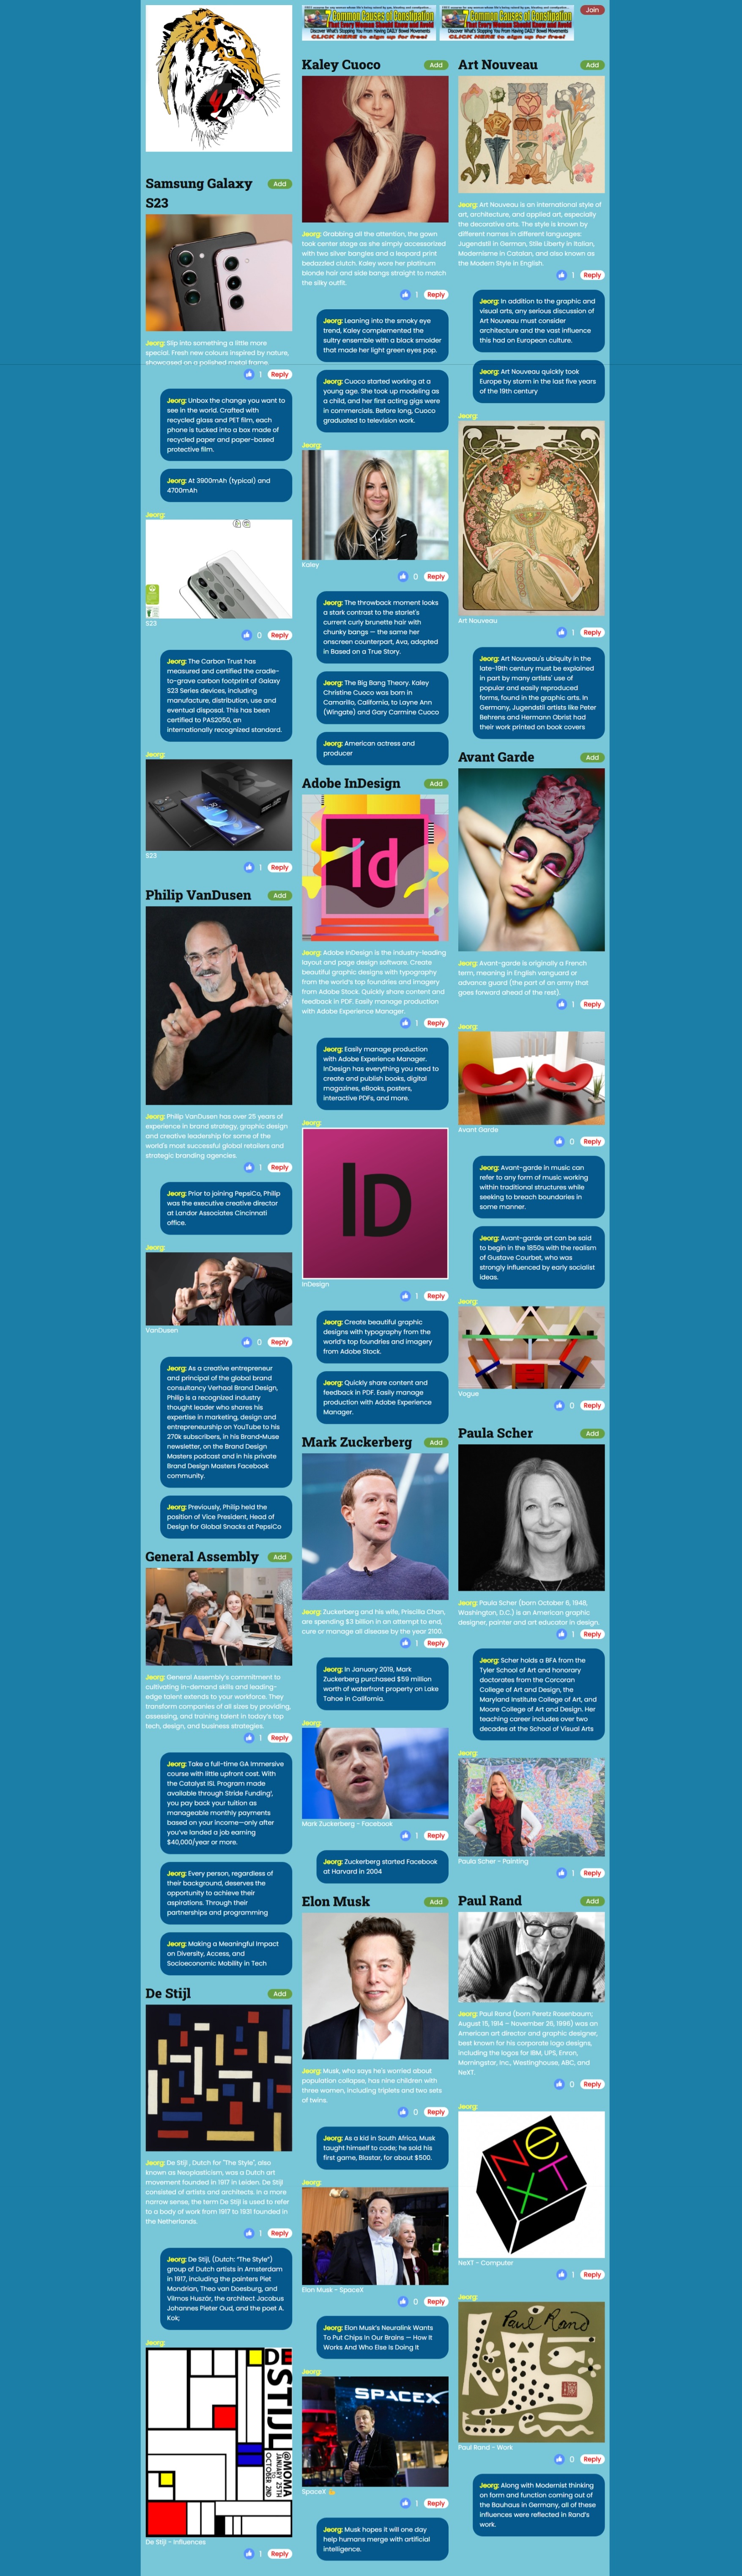 7 Common Causes of Constipation
That Every Woman Should Know and Avoid
Discover What's Stopping You From Having DAILY Bowel Movements
CLICK HERE to sign up for free!
7 Common Causes of Constipation
That Every Woman Should Know and Avoid
Discover What's Stopping You From Having DAILY Bowel Movements
CLICK HERE to sign up for free!
Join
Samsung Galaxy
S23
Add
Jeorg: Slip into something a little more
special. Fresh new colours inspired by nature,
showcased on a polished metal frame.
1 Reply
Jeorg: Unbox the change you want to
see in the world. Crafted with
recycled glass and PET film, each
phone is tucked into a box made of
recycled paper and paper-based
protective film.
Jeorg: At 3900mAh (typical) and
4700mAh
Jeorg:
S23
0 Reply
Jeorg: The Carbon Trust has
measured and certified the cradle-
to-grave carbon footprint of Galaxy
S23 Series devices, including
manufacture, distribution, use and
eventual disposal. This has been
certified to PAS2050, an
internationally recognized standard.
Jeorg:
S23
1 Reply
Philip VanDusen
Add
Jeorg: Philip VanDusen has over 25 years of
experience in brand strategy, graphic design
and creative leadership for some of the
world's most successful global retailers and
strategic branding agencies.
1 Reply
Jeorg: Prior to joining PepsiCo, Philip
was the executive creative director
at Landor Associates Cincinnati
office.
Jeorg:
VanDusen
0 Reply
Jeorg: As a creative entrepreneur
and principal of the global brand
consultancy Verhaal Brand Design,
Philip is a recognized industry
thought leader who shares his
expertise in marketing, design and
entrepreneurship on YouTube to his
270k subscribers, in his Brand•Muse
newsletter, on the Brand Design
Masters podcast and in his private
Brand Design Masters Facebook
community.
Jeorg: Previously, Philip held the
position of Vice President, Head of
Design for Global Snacks at PepsiCo
General Assembly
Add
Jeorg: General Assembly's commitment to
cultivating in-demand skills and leading-
edge talent extends to your workforce. They
transform companies of all sizes by providing,
assessing, and training talent in today's top
tech, design, and business strategies.
1 Reply
Jeorg: Take a full-time GA Immersive
course with little upfront cost. With
the Catalyst ISL Program made
available through Stride Funding¹,
you pay back your tuition as
manageable monthly payments
based on your income—only after
you've landed a job earning
$40,000/year or more.
Jeorg: Every person, regardless of
their background, deserves the
opportunity to achieve their
aspirations. Through their
partnerships and programming
Jeorg: Making a Meaningful Impact
on Diversity, Access, and
Socioeconomic Mobility in Tech
De Stijl
Add
Jeorg: De Stijl , Dutch for "The Style", also
known as Neoplasticism, was a Dutch art
movement founded in 1917 in Leiden. De Stijl
consisted of artists and architects. In a more
narrow sense, the term De Stijl is used to refer
to a body of work from 1917 to 1931 founded in
the Netherlands.
1 Reply
Jeorg: De Stijl, (Dutch: "The Style")
group of Dutch artists in Amsterdam
in 1917, including the painters Piet
Mondrian, Theo van Doesburg, and
Vilmos Huszár, the architect Jacobus
Johannes Pieter Oud, and the poet A.
Kok;
Jeorg:
DE
STIJL
@MOMA
JANUARY 25TH
TO
OCTOBER 2ND
De Stijl - Influences
1 Reply
Kaley Cuoco
Add
Jeorg: Grabbing all the attention, the gown
took center stage as she simply accessorized
with two silver bangles and a leopard print
bedazzled clutch. Kaley wore her platinum
blonde hair and side bangs straight to match
the silky outfit.
1 Reply
Jeorg: Leaning into the smoky eye
trend, Kaley complemented the
sultry ensemble with a black smolder
that made her light green eyes pop.
Jeorg: Cuoco started working at a
young age. She took up modeling as
a child, and her first acting gigs were
in commercials. Before long, Cuoco
graduated to television work.
Jeorg:
Kaley
0 Reply
Jeorg: The throwback moment looks
a stark contrast to the starlet's
current curly brunette hair with
chunky bangs — the same her
onscreen counterpart, Ava, adopted
in Based on a True Story.
Jeorg: The Big Bang Theory. Kaley
Christine Cuoco was born in
Camarillo, California, to Layne Ann
(Wingate) and Gary Carmine Cuoco
Jeorg: American actress and
producer
Adobe InDesign
Add
Id
Jeorg: Adobe InDesign is the industry-leading
layout and page design software. Create
beautiful graphic designs with typography
from the world's top foundries and imagery
from Adobe Stock. Quickly share content and
feedback in PDF. Easily manage production
with Adobe Experience Manager.
1 Reply
Jeorg: Easily manage production
with Adobe Experience Manager.
InDesign has everything you need to
create and publish books, digital
magazines, eBooks, posters,
interactive PDFs, and more.
Jeorg:
ID
InDesign
1 Reply
Jeorg: Create beautiful graphic
designs with typography from the
world's top foundries and imagery
from Adobe Stock.
Jeorg: Quickly share content and
feedback in PDF. Easily manage
production with Adobe Experience
Manager.
Mark Zuckerberg
Add
Jeorg: Zuckerberg and his wife, Priscilla Chan,
are spending $3 billion in an attempt to end,
cure or manage all disease by the year 2100.
1 Reply
Jeorg: In January 2019, Mark
Zuckerberg purchased $59 million
worth of waterfront property on Lake
Tahoe in California.
Jeorg:
Mark Zuckerberg - Facebook
1 Reply
Jeorg: Zuckerberg started Facebook
at Harvard in 2004
Elon Musk
Add
Jeorg: Musk, who says he's worried about
population collapse, has nine children with
three women, including triplets and two sets
of twins.
0 Reply
Jeorg: As a kid in South Africa, Musk
taught himself to code; he sold his
first game, Blastar, for about $500.
Jeorg:
Elon Musk - SpaceX
0 Reply
Jeorg: Elon Musk's Neuralink Wants
To Put Chips in Our Brains — How It
Works And Who Else Is Doing It
Jeorg:
SPACEX
SpaceX 👍
1 Reply
Jeorg: Musk hopes it will one day
help humans merge with artificial
intelligence.
Art Nouveau
Add
Jeorg: Art Nouveau is an international style of
art, architecture, and applied art, especially
the decorative arts. The style is known by
different names in different languages:
Jugendstil in German, Stile Liberty in Italian,
Modernisme in Catalan, and also known as
the Modern Style in English.
1 Reply
Jeorg: In addition to the graphic and
visual arts, any serious discussion of
Art Nouveau must consider
architecture and the vast influence
this had on European culture.
Jeorg: Art Nouveau quickly took
Europe by storm in the last five years
of the 19th century
Jeorg:
Art Nouveau
1 Reply
Jeorg: Art Nouveau's ubiquity in the
late-19th century must be explained
in part by many artists' use of
popular and easily reproduced
forms, found in the graphic arts. In
Germany, Jugendstil artists like Peter
Behrens and Hermann Obrist had
their work printed on book covers
Avant Garde
Add
Jeorg: Avant-garde is originally a French
term, meaning in English vanguard or
advance guard (the part of an army that
goes forward ahead of the rest).
1 Reply
Jeorg:
Avant Garde
0 Reply
Jeorg: Avant-garde in music can
refer to any form of music working
within traditional structures while
seeking to breach boundaries in
some manner.
Jeorg: Avant-garde art can be said
to begin in the 1850s with the realism
of Gustave Courbet, who was
strongly influenced by early socialist
ideas.
Jeorg:
Vogue
0 Reply
Paula Scher
Add
Jeorg: Paula Scher (born October 6, 1948,
Washington, D.C.) is an American graphic
designer, painter and art educator in design.
1 Reply
Jeorg: Scher holds a BFA from the
Tyler School of Art and honorary
doctorates from the Corcoran
College of Art and Design, the
Maryland Institute College of Art, and
Moore College of Art and Design. Her
teaching career includes over two
decades at the School of Visual Arts
Jeorg:
Paula Scher - Painting
1 Reply
Paul Rand
Add
Jeorg: Paul Rand (born Peretz Rosenbaum;
August 15, 1914 – November 26, 1996) was an
American art director and graphic designer,
best known for his corporate logo designs,
including the logos for IBM, UPS, Enron,
Morningstar, Inc., Westinghouse, ABC, and
NeXT.
0 Reply
Jeorg:
NeXT
NeXT - Computer
1 Reply
Jeorg:
Paul Rand
Paul Rand - Work
0 Reply
Jeorg: Along with Modernist thinking
on form and function coming out of
the Bauhaus in Germany, all of these
influences were reflected in Rand's
work.